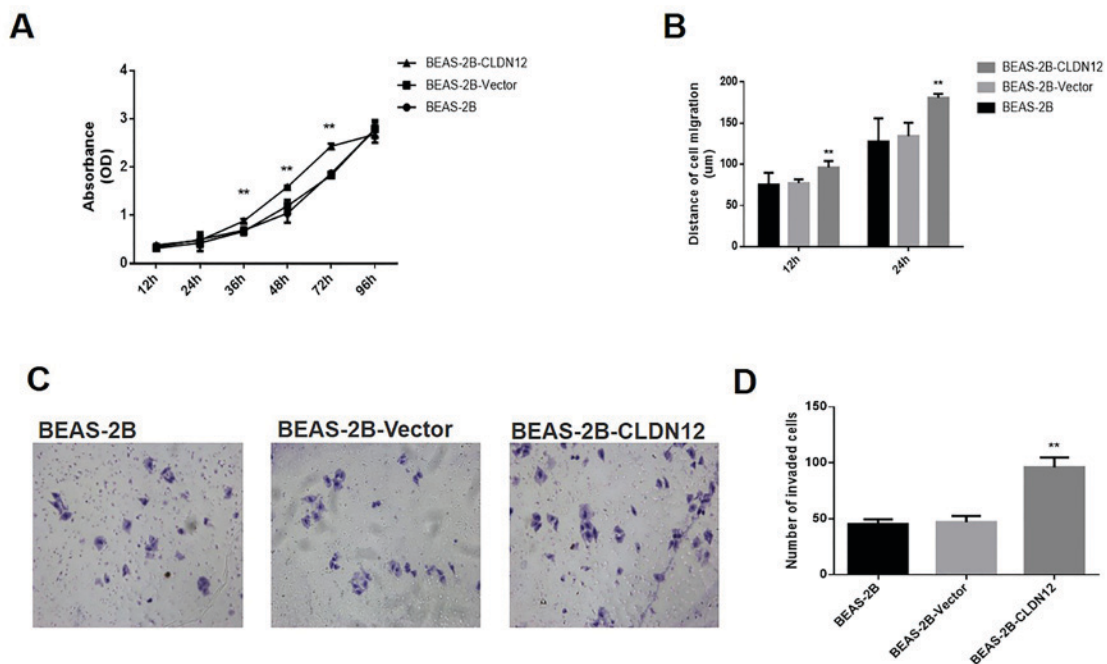 A
BEAS-2B-CLDN12
BEAS-2B-Vector
BEAS-2B
Absorbance
(OD)
4
3
2
1
0
**
**
**
12h
24h
36h
48h
72h
96h
B
BEAS-2B-CLDN12
BEAS-2B-Vector
BEAS-2B
Distance of cell migration
(um)
200
150
100
50
0
**
**
12h
24h
C
BEAS-2B
BEAS-2B-Vector
BEAS-2B-CLDN12
D
Number of invaded cells
150
100
50
0
**
BEAS-2B
BEAS-2B-Vector
BEAS-2B-CLDN12